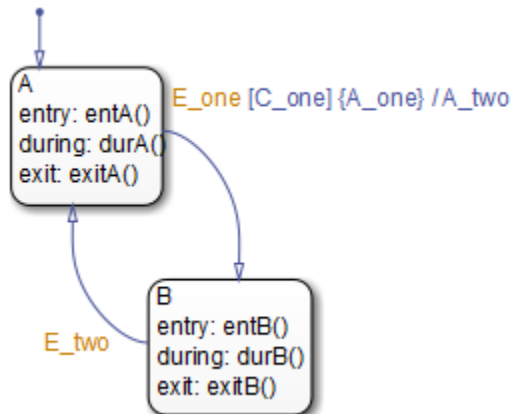 A
entry: entA()
during: durA()
exit: exitA()
E_one [C_one] {A_one} / A_two
B
entry: entB()
during: durB()
exit: exitB()
E_two